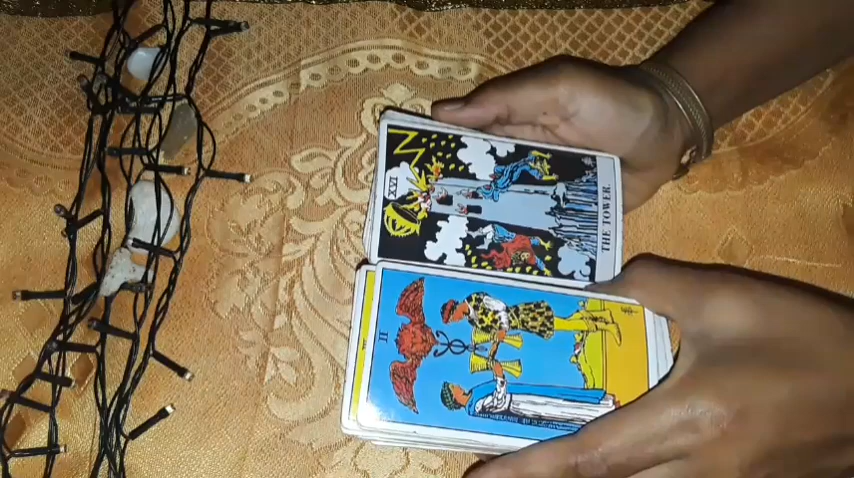 XVI
THE TOWER.
II